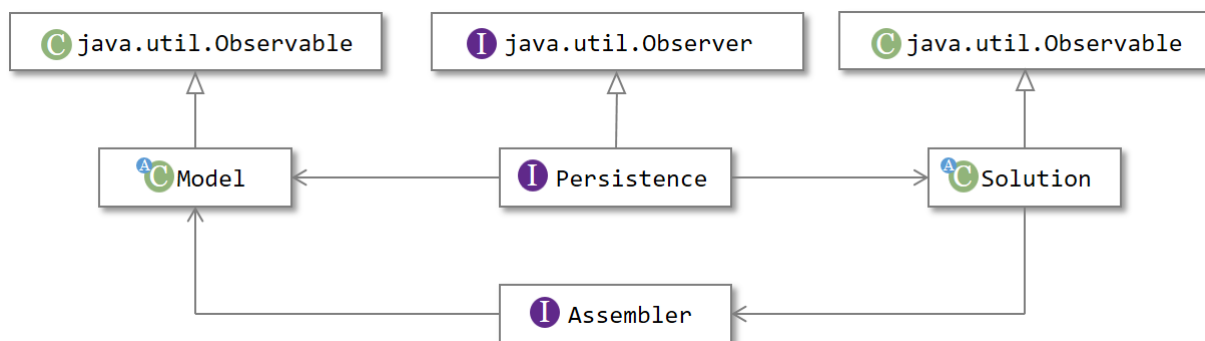 C java.util.Observable
I java.util.Observer
C java.util.Observable
A C Model
I Persistence
A C Solution
I Assembler